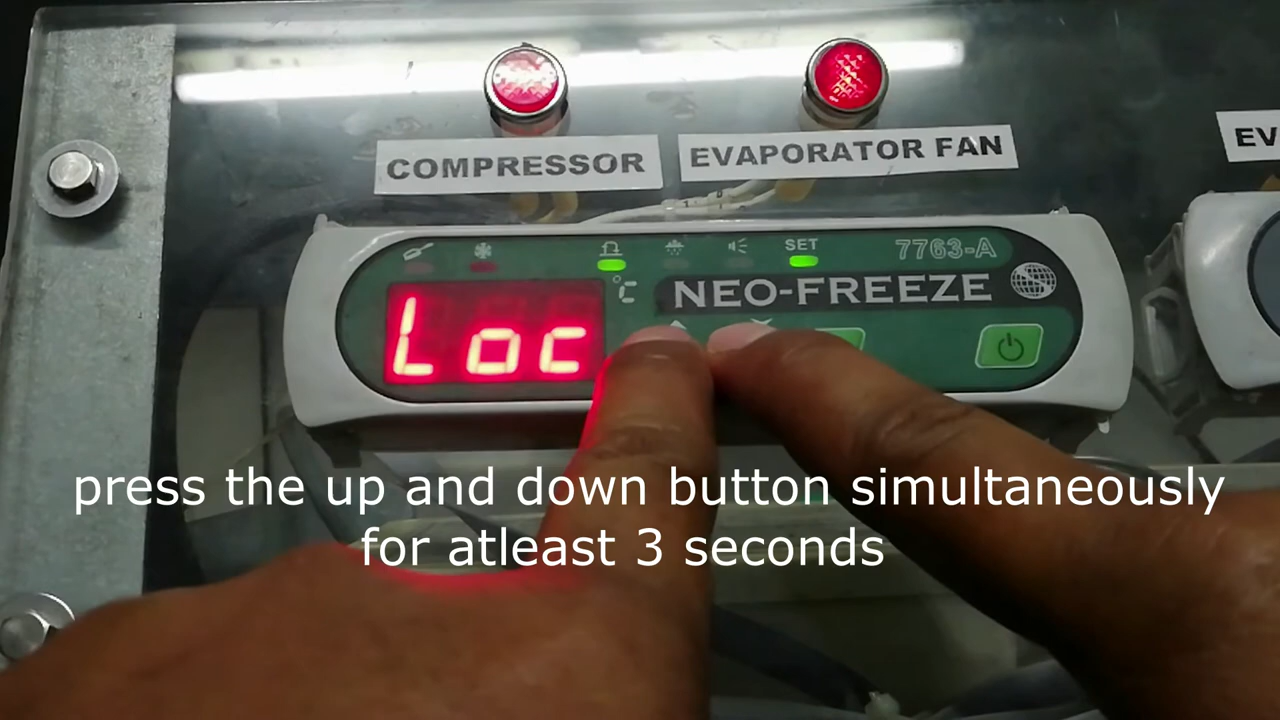 COMPRESSOR
EVAPORATOR FAN
EV
SET
7763-A
°C
NEO-FREEZE
Loc
press the up and down button simultaneously
for atleast 3 seconds